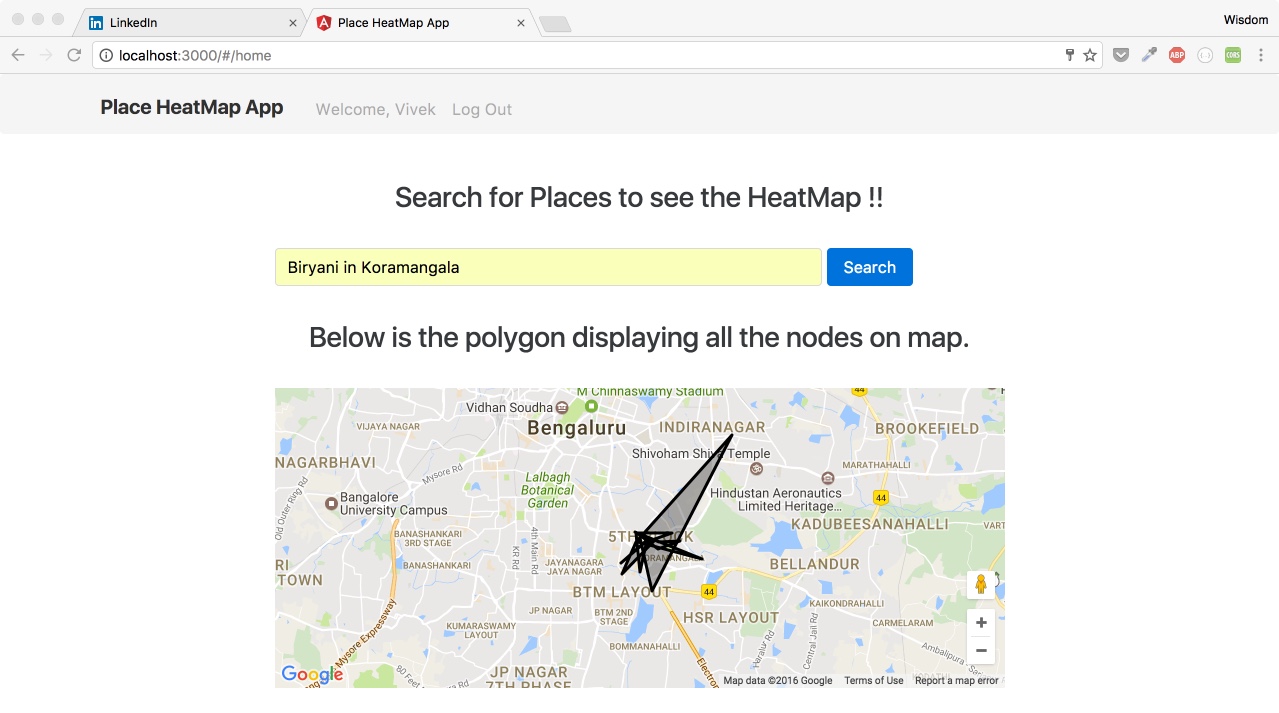 LinkedIn
Place HeatMap App
Wisdom
localhost:3000/#/home
ABP
CORS
Place HeatMap App
Welcome, Vivek
Log Out
Search for Places to see the HeatMap !!
Biryani in Koramangala
Search
Below is the polygon displaying all the nodes on map.
M Chinnaswamy Stadium
44
Vidhan Soudha
VIJAYA NAGAR
Bengaluru
INDIRANAGAR
BROOKEFIELD
Shivoham Shiva Temple
NAGARBHAVI
MARATHAHALLI
Mysore Rd
Lalbagh
Botanical
Garden
Old Outer Ring Rd
Bangalore
University Campus
Hindustan Aeronautics
Limited Heritage...
44
KADUBEESANAHALLI
VART
BANASHANKARI
3RD STAGE
KR Rd
4th Main Rd
5TH
BANASHANKARI
JAYANAGARA
JAYA NAGAR
BELLANDUR
RI
TOWN
BTM LAYOUT
44
HSR LAYOUT
KAIKONDRAHALLI
JP NAGAR
BTM 2ND
STAGE
KUMARASWAMY
LAYOUT
CARMELARAM
BOMMANAHALLI
Haralur Rd
Central Jail Rd
Mysore Expressway
JP NAGAR
7TH PHASE
Electron
Ambalipura - S
Google
Map data ©2016 Google
Terms of Use
Report a map error